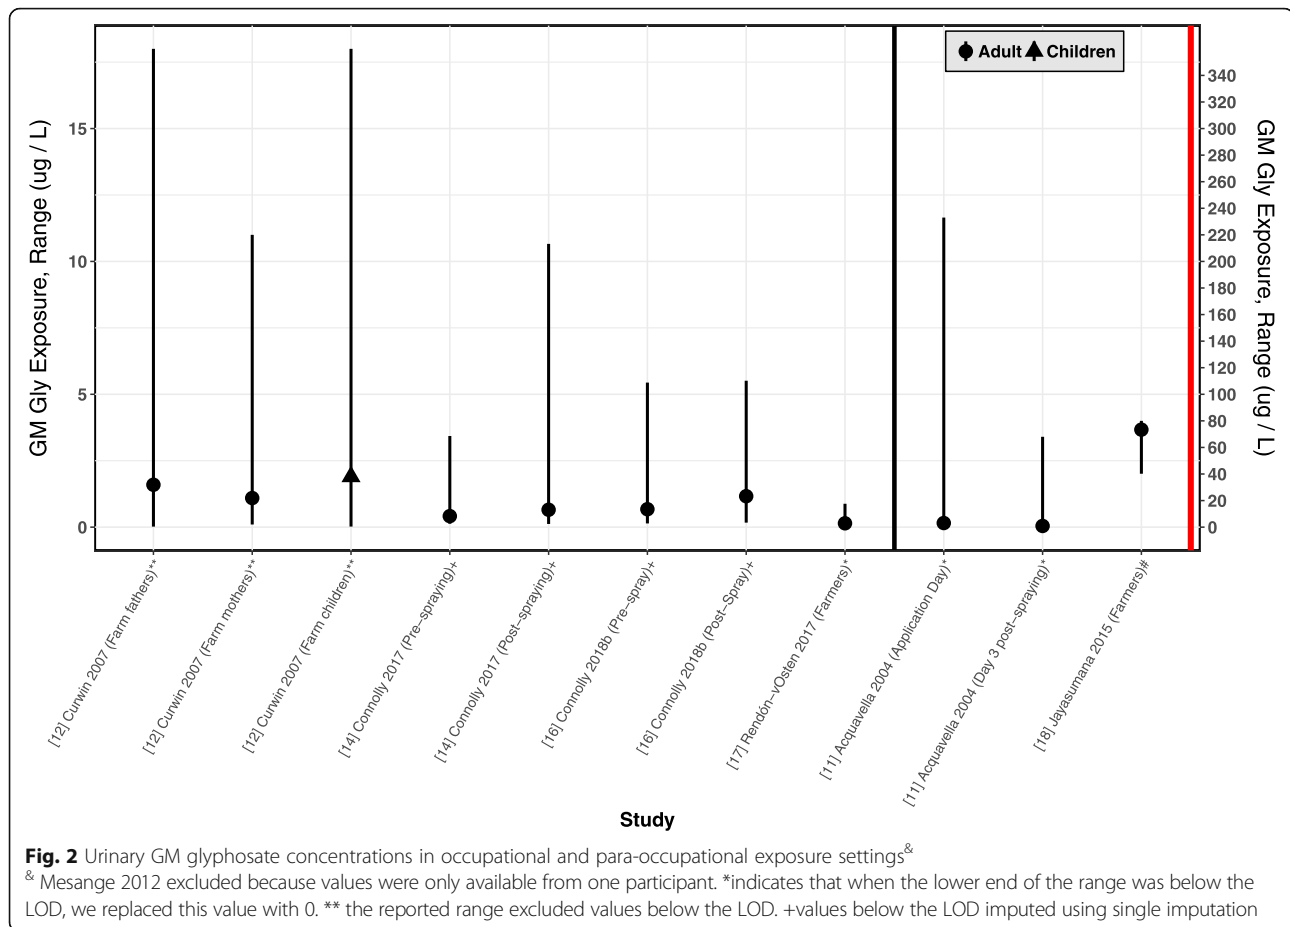 Adult Children
GM Gly Exposure, Range (ug / L)
15
10
5
0
340
320
300
280
260
240
220
200
180
160
140
120
100
80
60
40
20
0
GM Gly Exposure, Range (ug / L)
[12] Curwin 2007 (Farm fathers)**
[12] Curwin 2007 (Farm mothers)**
[12] Curwin 2007 (Farm children)**
[14] Connolly 2017 (Pre−spraying)+
[14] Connolly 2017 (Post−spraying)+
[16] Connolly 2018b (Pre−spray)+
[16] Connolly 2018b (Post−Spray)+
[17] Rendón−vOsten 2017 (Farmers)*
[11] Acquavella 2004 (Application Day)*
[11] Acquavella 2004 (Day 3 post−spraying)*
[18] Jayasumana 2015 (Farmers)#
Study
Fig. 2 Urinary GM glyphosate concentrations in occupational and para-occupational exposure settings&
& Mesange 2012 excluded because values were only available from one participant. *indicates that when the lower end of the range was below the
LOD, we replaced this value with 0. ** the reported range excluded values below the LOD. +values below the LOD imputed using single imputation